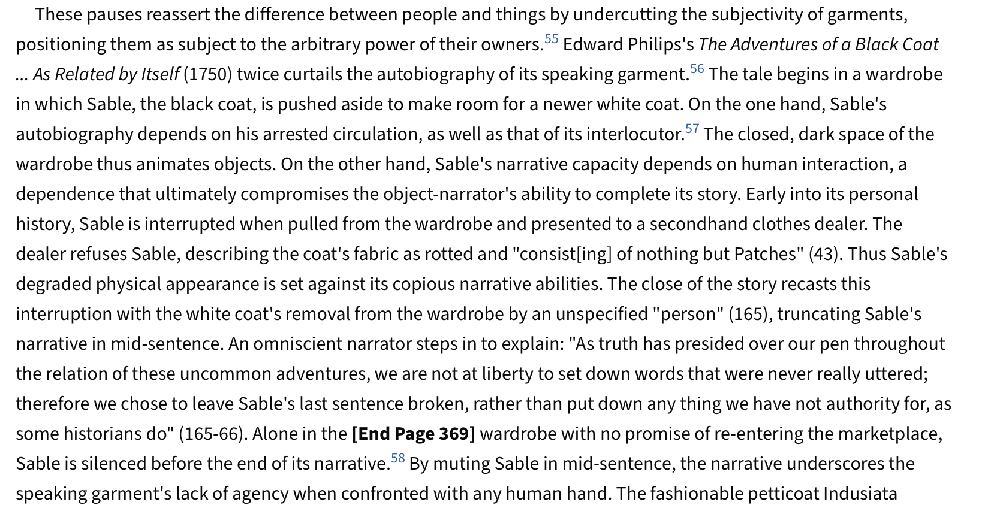 These pauses reassert the difference between people and things by undercutting the subjectivity of garments,
positioning them as subject to the arbitrary power of their owners.55 Edward Philips's The Adventures of a Black Coat
... As Related by Itself (1750) twice curtails the autobiography of its speaking garment.56 The tale begins in a wardrobe
in which Sable, the black coat, is pushed aside to make room for a newer white coat. On the one hand, Sable's
autobiography depends on his arrested circulation, as well as that of its interlocutor.57 The closed, dark space of the
wardrobe thus animates objects. On the other hand, Sable's narrative capacity depends on human interaction, a
dependence that ultimately compromises the object-narrator's ability to complete its story. Early into its personal
history, Sable is interrupted when pulled from the wardrobe and presented to a secondhand clothes dealer. The
dealer refuses Sable, describing the coat's fabric as rotted and "consist[ing] of nothing but Patches" (43). Thus Sable's
degraded physical appearance is set against its copious narrative abilities. The close of the story recasts this
interruption with the white coat's removal from the wardrobe by an unspecified "person" (165), truncating Sable's
narrative in mid-sentence. An omniscient narrator steps in to explain: "As truth has presided over our pen throughout
the relation of these uncommon adventures, we are not at liberty to set down words that were never really uttered;
therefore we chose to leave Sable's last sentence broken, rather than put down any thing we have not authority for, as
some historians do" (165-66). Alone in the [End Page 369] wardrobe with no promise of re-entering the marketplace,
Sable is silenced before the end of its narrative.58 By muting Sable in mid-sentence, the narrative underscores the
speaking garment's lack of agency when confronted with any human hand. The fashionable petticoat Indusiata